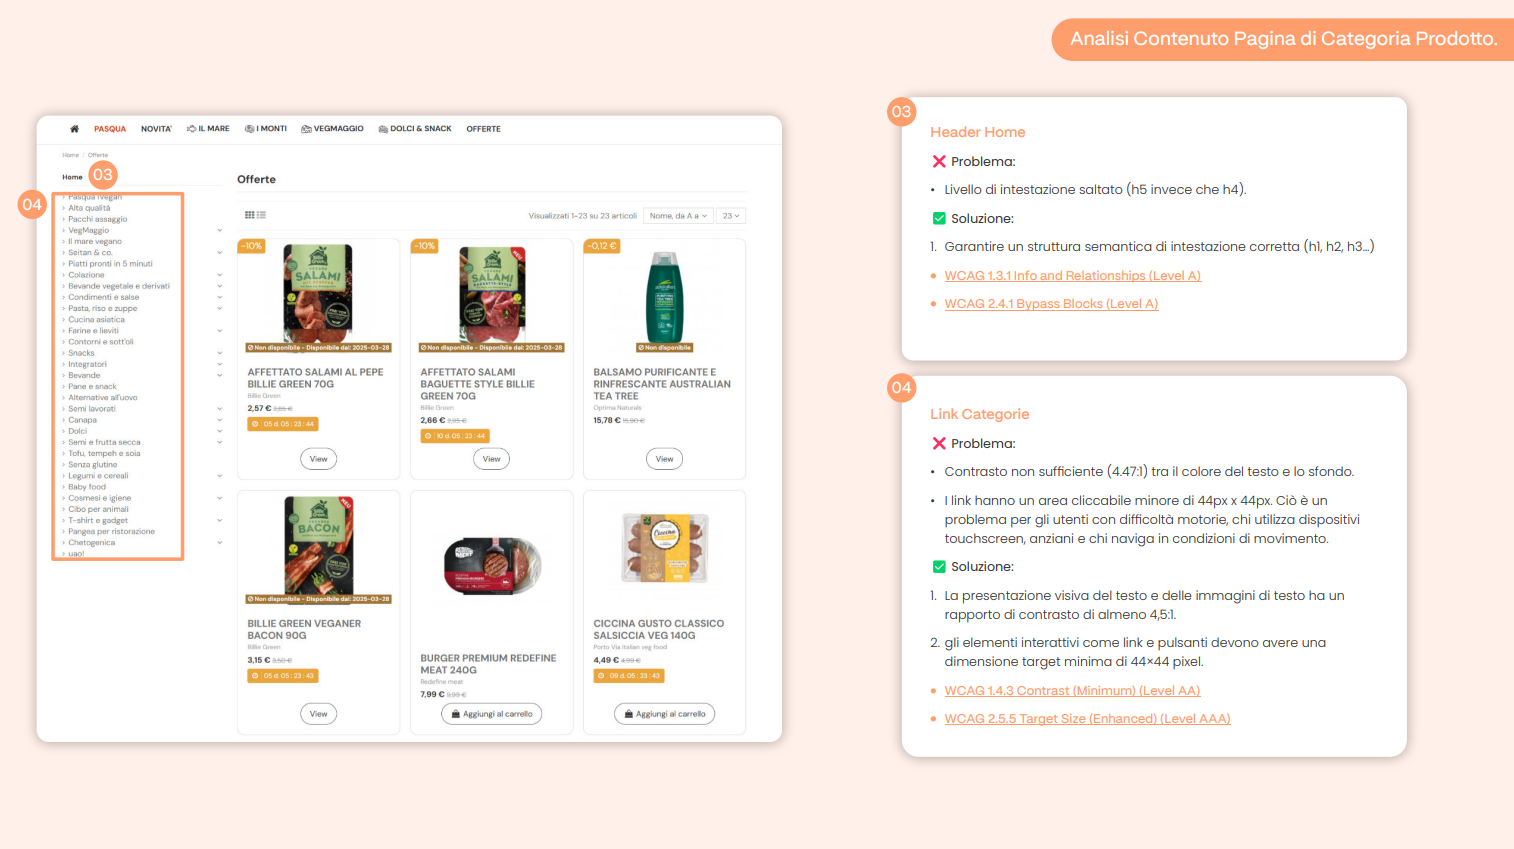 Analisi Contenuto Pagina di Categoria Prodotto.
PASQUA NOVITA' IL MARE I MONTI VEGMAGGIO DOLCI & SNACK OFFERTE
Home / Offerte
Home
03
04
Pasqua (Vegan)
Alta qualità
Pacchi assaggio
VegMaggio
Il mare vegano
Seitan & co.
Piatti pronti in 5 minuti
Colazione
Bevande vegetale e derivati
Condimenti e salse
Pasta, riso e zuppe
Cucina asiatica
Farine e lieviti
Contorni e sott'oli
Snacks
Integratori
Bevande
Pane e snack
Alternative all'uovo
Semi lavorati
Canapa
Dolci
Semi e frutta secca
Tofu, tempeh e soia
Senza glutine
Legumi e cereali
Baby food
Cosmesi e igiene
Cibo per animali
T-shirt e gadget
Pangea per ristorazione
Chetogenica
uao!
Offerte
Visualizzati 1-23 su 23 articoli
Nome, da A a
23
-10%
SALAMI
Non disponibile - Disponibile dal: 2025-03-28
AFFETTATO SALAMI AL PEPE
BILLIE GREEN 70G
Billie Green
2,57 € 2,85 €
05 d. 05 : 23 : 44
View
-10%
SALAMI
Non disponibile - Disponibile dal: 2025-03-28
AFFETTATO SALAMI
BAGUETTE STYLE BILLIE
GREEN 70G
Billie Green
2,66 € 2,95 €
10 d. 05 : 23 : 44
View
-0,12 €
Non disponibile
BALSAMO PURIFICANTE E
RINFRESCANTE AUSTRALIAN
TEA TREE
Optima Naturals
15,78 € 15,90 €
View
BACON
Non disponibile - Disponibile dal: 2025-03-28
BILLIE GREEN VEGANER
BACON 90G
Billie Green
3,15 € 3,50 €
05 d. 05 : 23 : 43
View
BURGER PREMIUM REDEFINE
MEAT 240G
Redefine meat
7,99 € 9,99 €
Aggiungi al carrello
Ciccina
CICCINA GUSTO CLASSICO
SALSICCIA VEG 140G
Porto Via Italian veg food
4,49 € 4,99 €
09 d. 05 : 23 : 43
Aggiungi al carrello
03
Header Home
Problema:
• Livello di intestazione saltato (h5 invece che h4).
Soluzione:
1. Garantire un struttura semantica di intestazione corretta (h1, h2, h3...)
• WCAG 1.3.1 Info and Relationships (Level A)
• WCAG 2.4.1 Bypass Blocks (Level A)
04
Link Categorie
Problema:
• Contrasto non sufficiente (4.47:1) tra il colore del testo e lo sfondo.
• I link hanno un area cliccabile minore di 44px x 44px. Ciò è un
problema per gli utenti con difficoltà motorie, chi utilizza dispositivi
touchscreen, anziani e chi naviga in condizioni di movimento.
Soluzione:
1. La presentazione visiva del testo e delle immagini di testo ha un
rapporto di contrasto di almeno 4,5:1.
2. gli elementi interattivi come link e pulsanti devono avere una
dimensione target minima di 44×44 pixel.
• WCAG 1.4.3 Contrast (Minimum) (Level AA)
• WCAG 2.5.5 Target Size (Enhanced) (Level AAA)